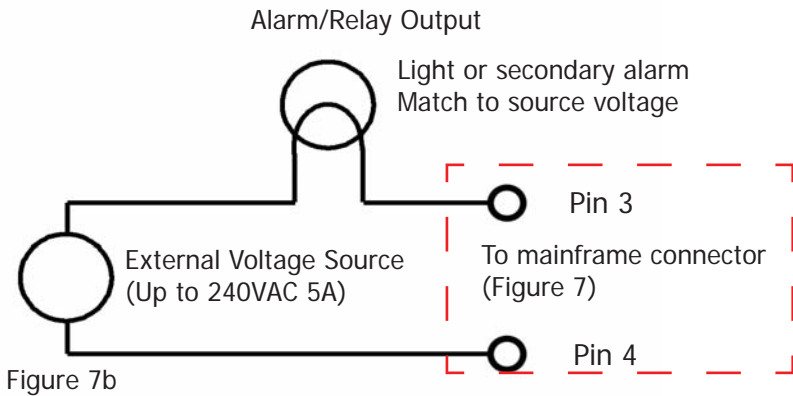 Alarm/Relay Output
Light or secondary alarm
Match to source voltage
Pin 3
External Voltage Source
(Up to 240VAC 5A)
To mainframe connector
(Figure 7)
Pin 4
Figure 7b